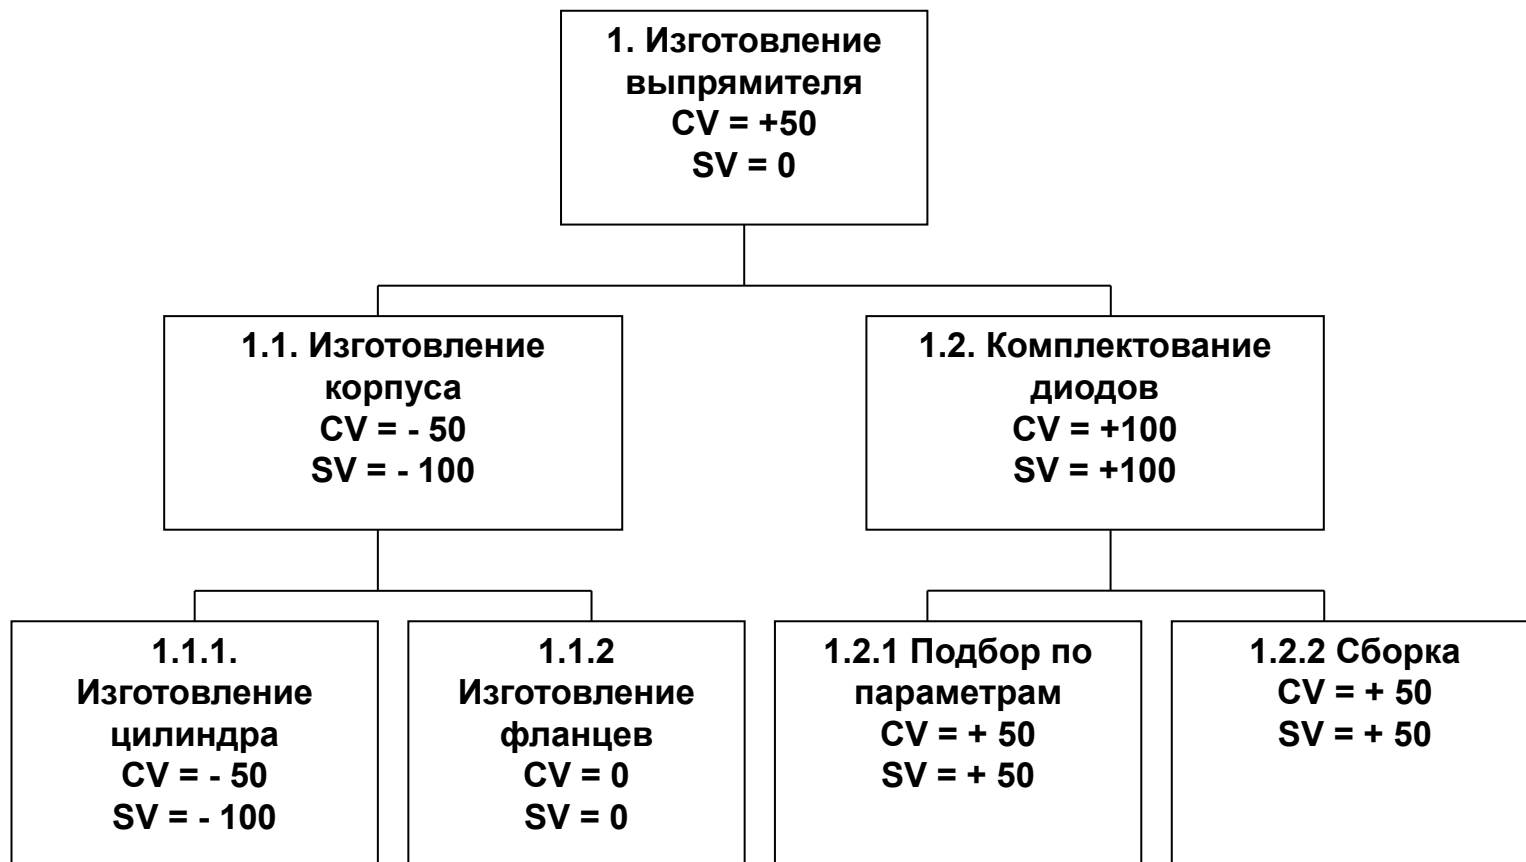 1. Изготовление
выпрямителя
CV = +50
SV = 0
1.1. Изготовление
корпуса
CV = - 50
SV = - 100
1.2. Комплектование
диодов
CV = +100
SV = +100
1.1.1.
Изготовление
цилиндра
CV = - 50
SV = - 100
1.1.2
Изготовление
фланцев
CV = 0
SV = 0
1.2.1 Подбор по
параметрам
CV = + 50
SV = + 50
1.2.2 Сборка
CV = + 50
SV = + 50